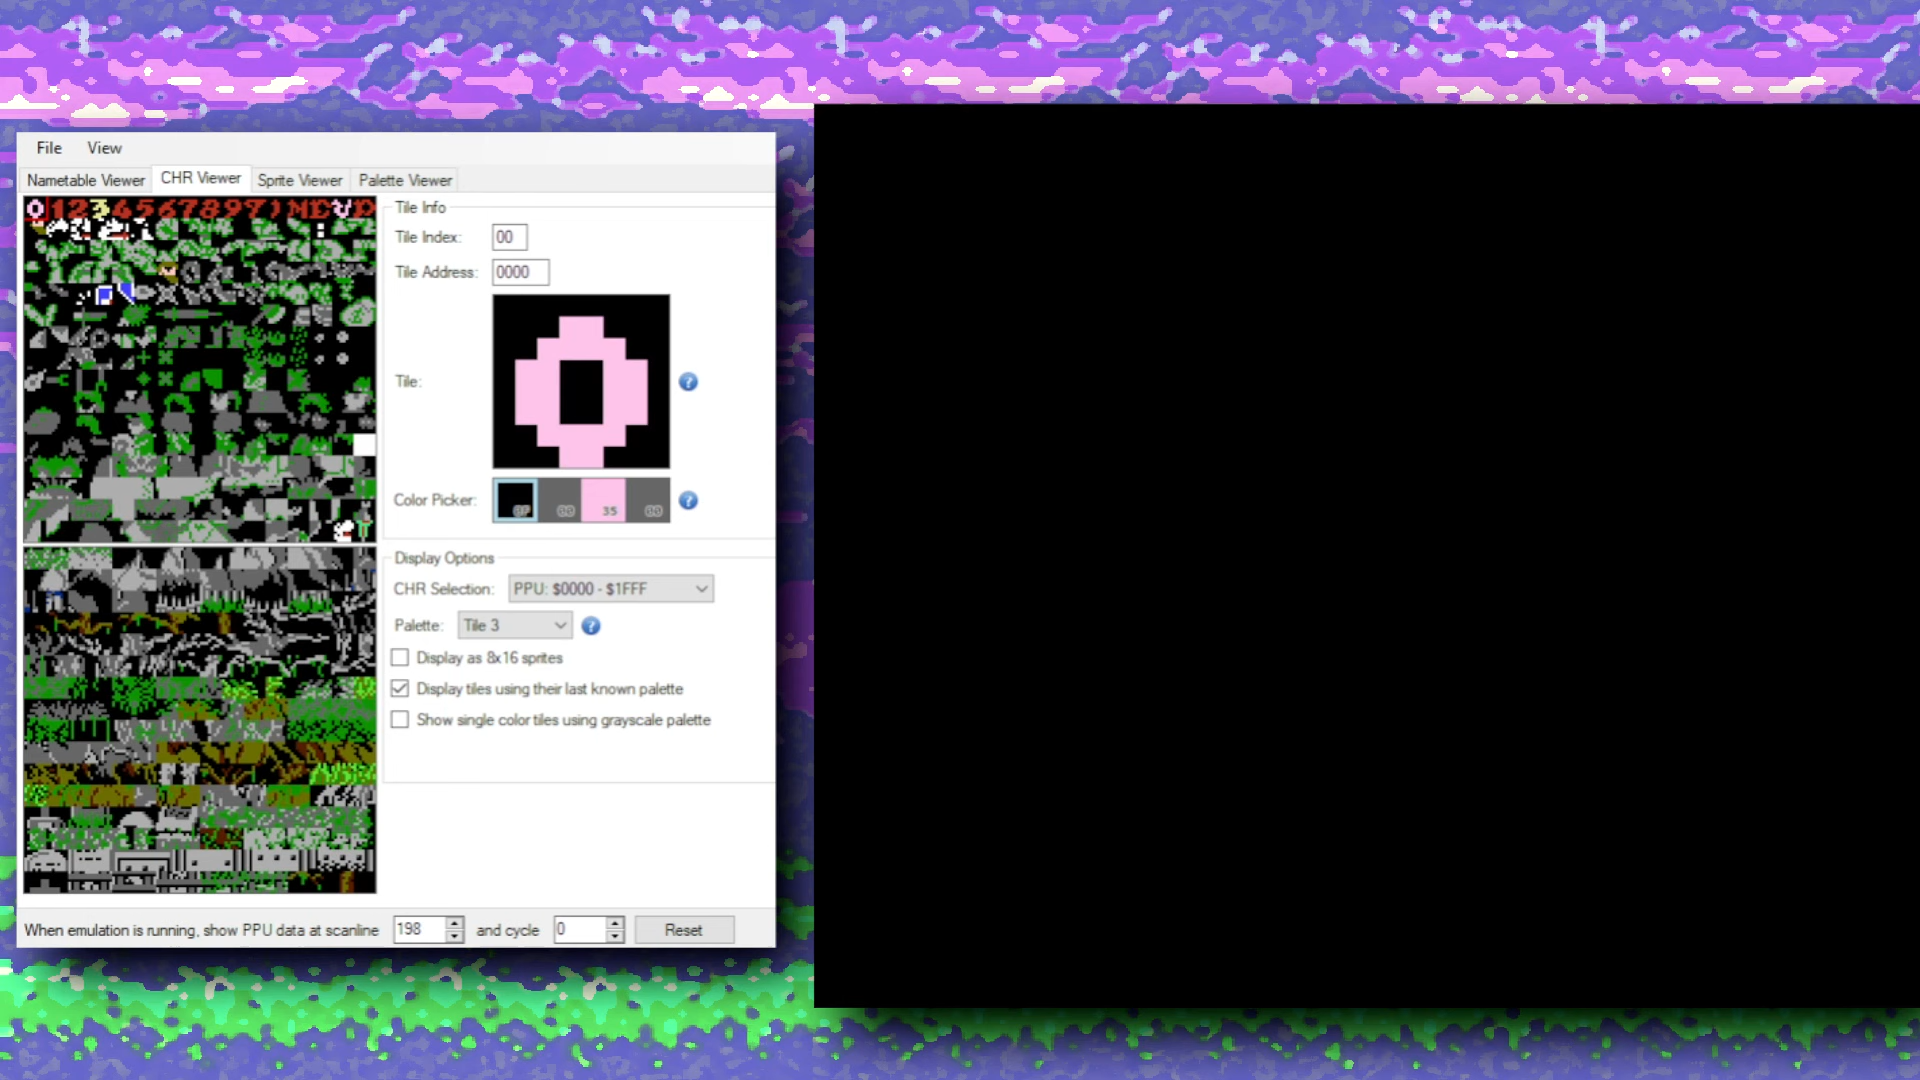 File View
Nametable Viewer CHR Viewer Sprite Viewer Palette Viewer
Tile Info
Tile Index: 00
Tile Address: 0000
Tile:
Color Picker: 0F 00 35 00
Display Options
CHR Selection: PPU: $0000 - $1FFF
Palette: Tile 3
Display as 8x16 sprites
Display tiles using their last known palette
Show single color tiles using grayscale palette
When emulation is running, show PPU data at scanline 198 and cycle 0 Reset